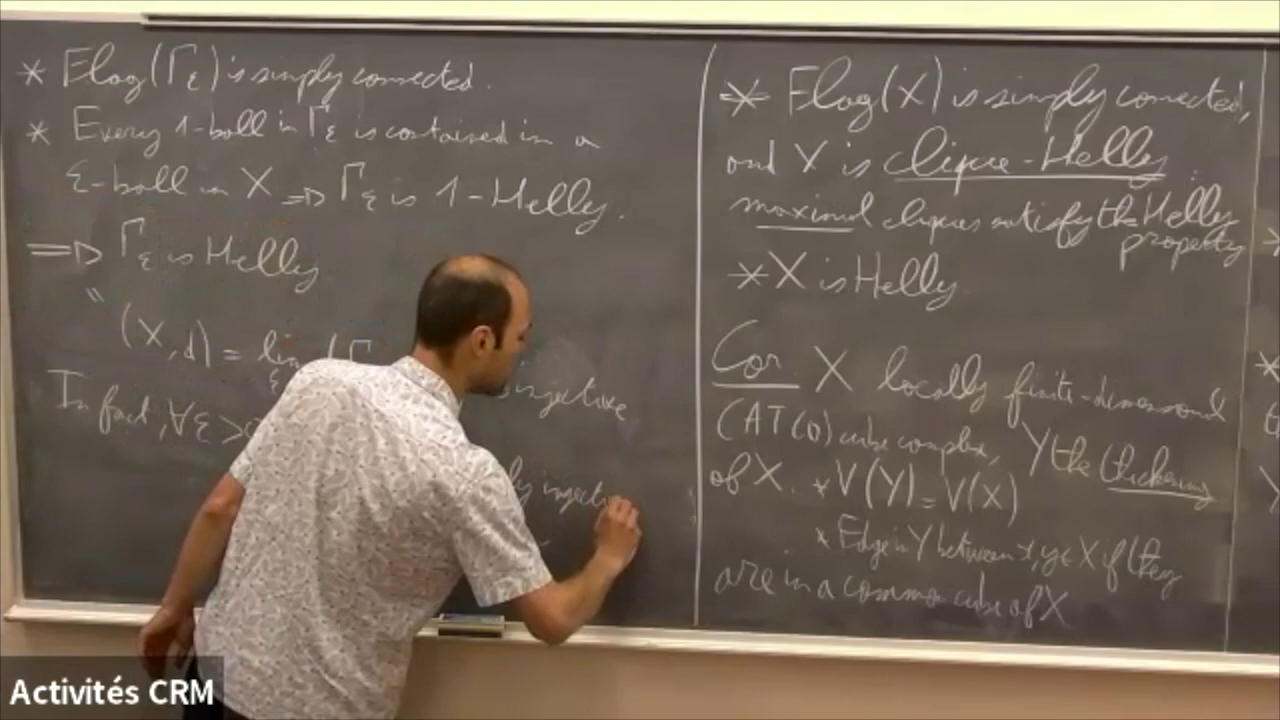 * Flag(Γε) is simply connected.
* Every 1-ball in Γε is contained in a
ε-ball in X ⇒ Γε is 1-Helly.
⇒ Γε is Helly
(X, d) = lim injective
In fact, ∀ε >0
injecti
* Flag(X) is simply connected,
and X is clique-Helly
maximal cliques satisfy the Helly
property
* X is Helly
Cor X locally finite-dimensional
CAT(0) cube complex, Y the thickening
of X. * V(Y) = V(X)
* Edge in Y between x,y ∈ X if they
are in a common cube of X
Activités CRM